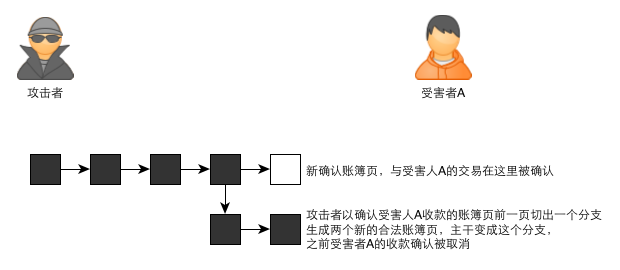 攻击者
受害者A
新确认账簿页，与受害人A的交易在这里被确认
攻击者以确认受害人A收款的账簿页前一页切出一个分支
生成两个新的合法账簿页，主干变成这个分支，
之前受害者A的收款确认被取消